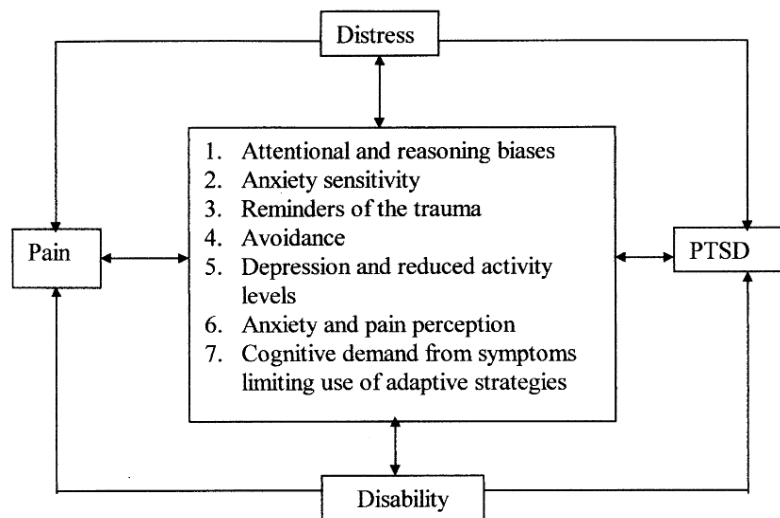 Distress
1. Attentional and reasoning biases
2. Anxiety sensitivity
3. Reminders of the trauma
4. Avoidance
5. Depression and reduced activity
levels
6. Anxiety and pain perception
7. Cognitive demand from symptoms
limiting use of adaptive strategies
Pain
PTSD
Disability